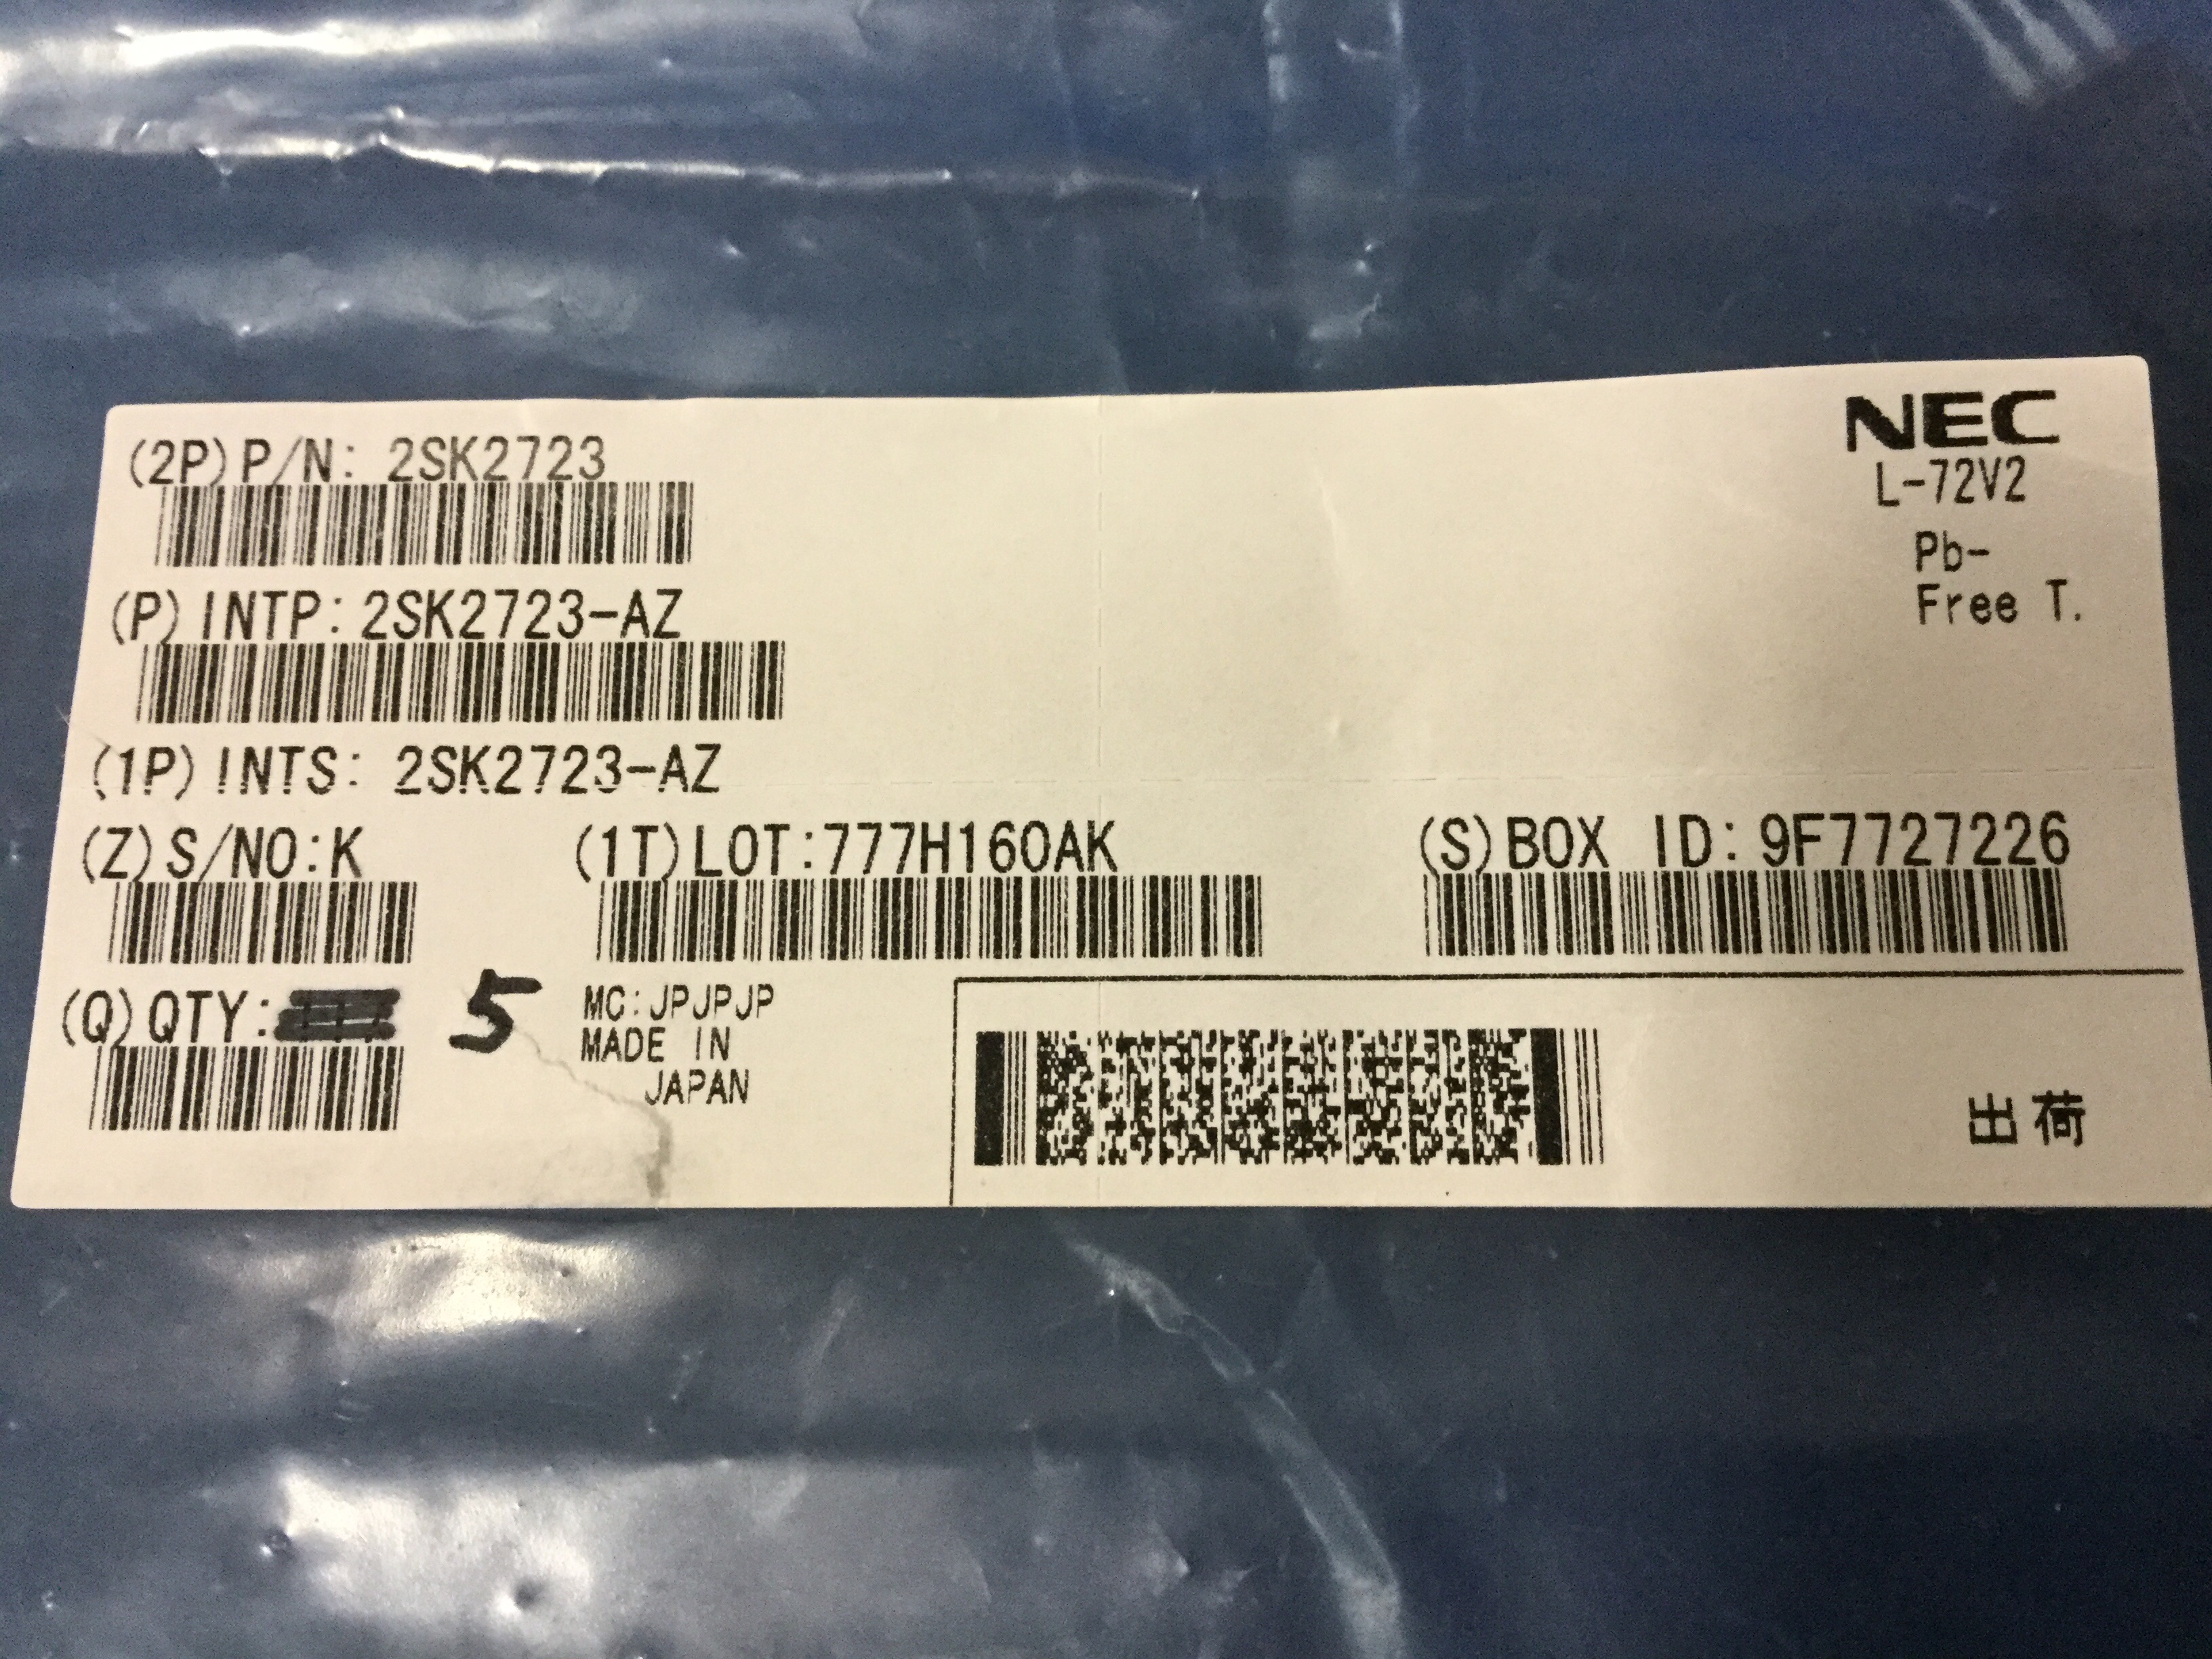 NEC
(2P)P/N: 2SK2723
L-72V2
Pb-
Free T.
(P)INTP:2SK2723-AZ
(1P)INTS: 2SK2723-AZ
(Z)S/NO:K
(1T)LOT:777H160AK
(S)BOX ID:9F7727226
(Q)QTY:
5
MC:JPJPJP
MADE IN
JAPAN
出荷